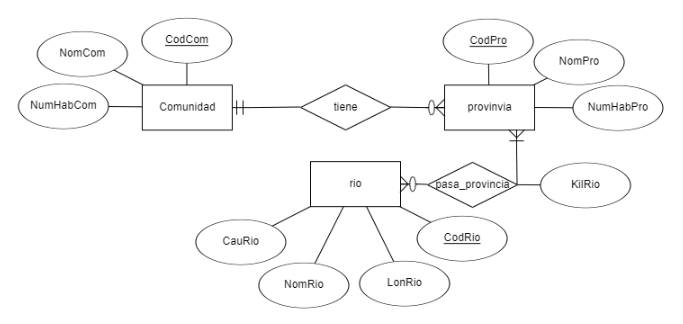 CodCom
NomCom
NumHabCom
Comunidad
tiene
CodPro
NomPro
provinvia
NumHabPro
rio
pasa_provincia
KilRio
CauRio
NomRio
LonRio
CodRio